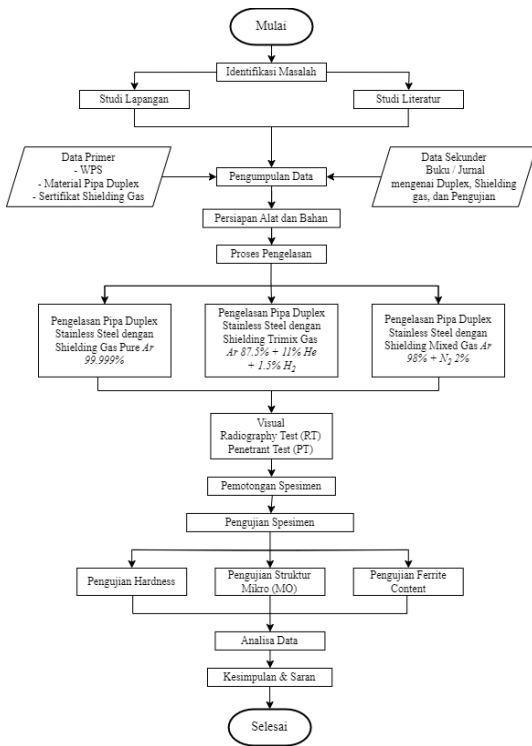 Mulai
Identifikasi Masalah
Studi Lapangan
Studi Literatur
Data Primer
- WPS
- Material Pipa Duplex
- Sertifikat Shielding Gas
Pengumpulan Data
Data Sekunder
Buku / Jurnal
mengenai Duplex, Shielding
gas, dan Pengujian
Persiapan Alat dan Bahan
Proses Pengelasan
Pengelasan Pipa Duplex
Stainless Steel dengan
Shielding Gas Pure Ar
99.999%
Pengelasan Pipa Duplex
Stainless Steel dengan
Shielding Trimix Gas
Ar 87.5% + 11% He
+ 1.5% H₂
Pengelasan Pipa Duplex
Stainless Steel dengan
Shielding Mixed Gas Ar
98% + N₂ 2%
Visual
Radiography Test (RT)
Penetrant Test (PT)
Pemotongan Spesimen
Pengujian Spesimen
Pengujian Hardness
Pengujian Struktur
Mikro (MO)
Pengujian Ferrite
Content
Analisa Data
Kesimpulan & Saran
Selesai